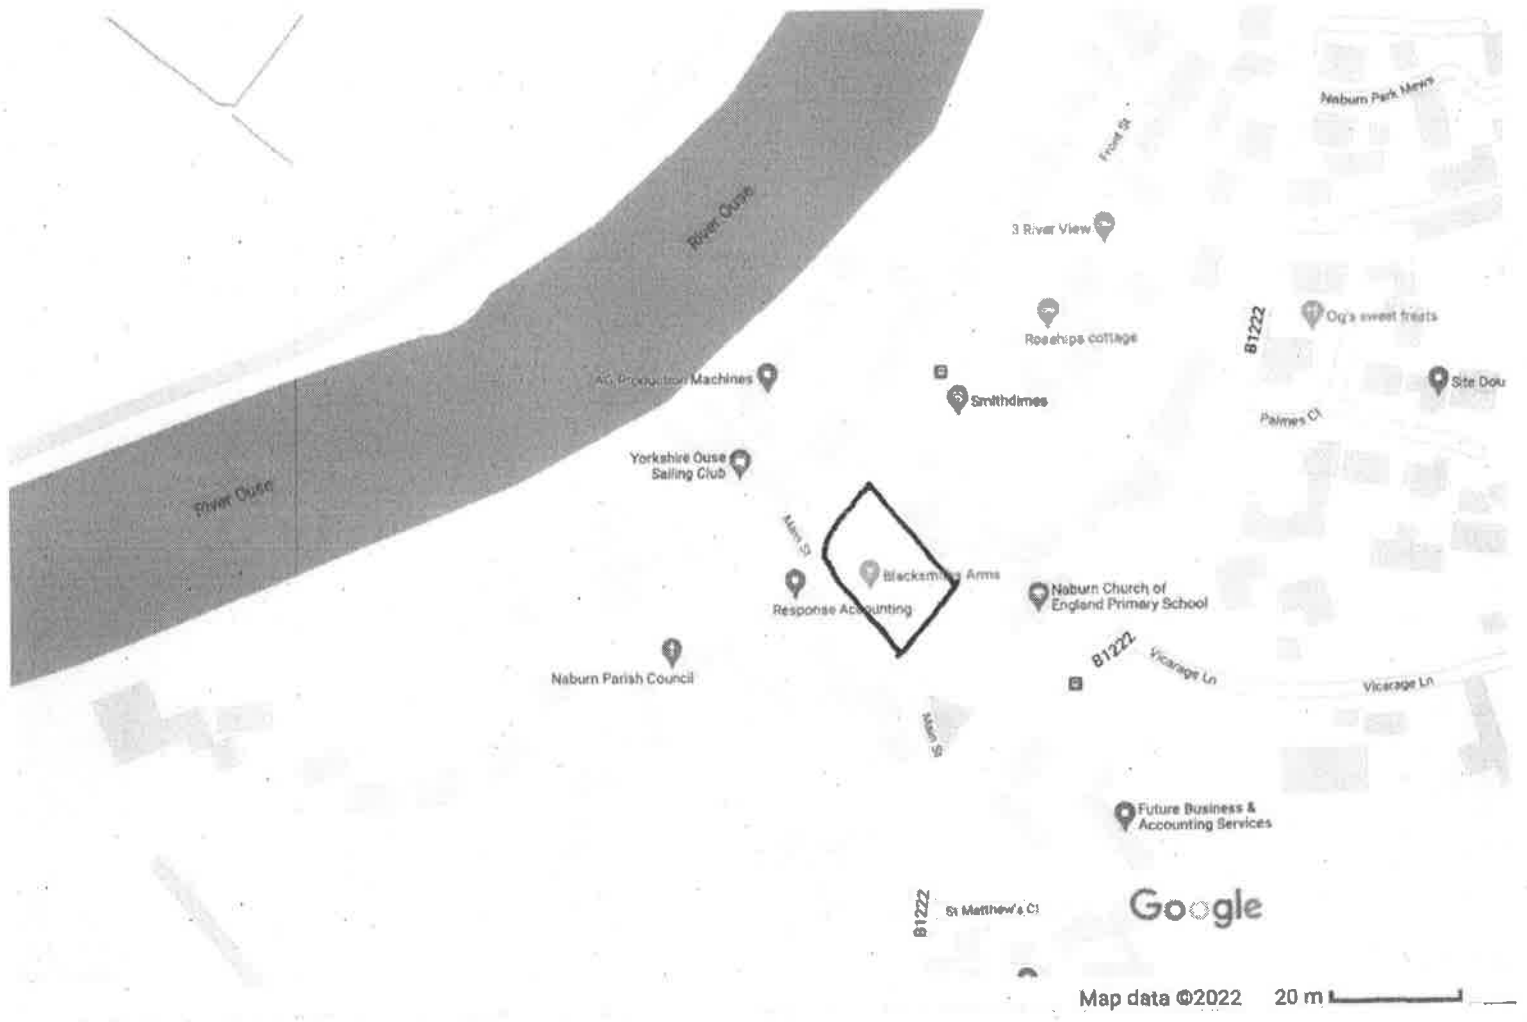 Naburn Park Mews
Front St
River Ouse
3 River View
Og's sweet treats
B1222
Rosehips cottage
AG Production Machines
Site Dou
Smithdimes
Palmes Cl
Yorkshire Ouse
Sailing Club
River Ouse
Main St
Blacksmiths Arms
Naburn Church of
England Primary School
Response Accounting
B1222
Vicarage Ln
Naburn Parish Council
Vicarage Ln
Main St
Future Business &
Accounting Services
B1222
St Matthew's Cl
Google
Map data ©2022
20 m